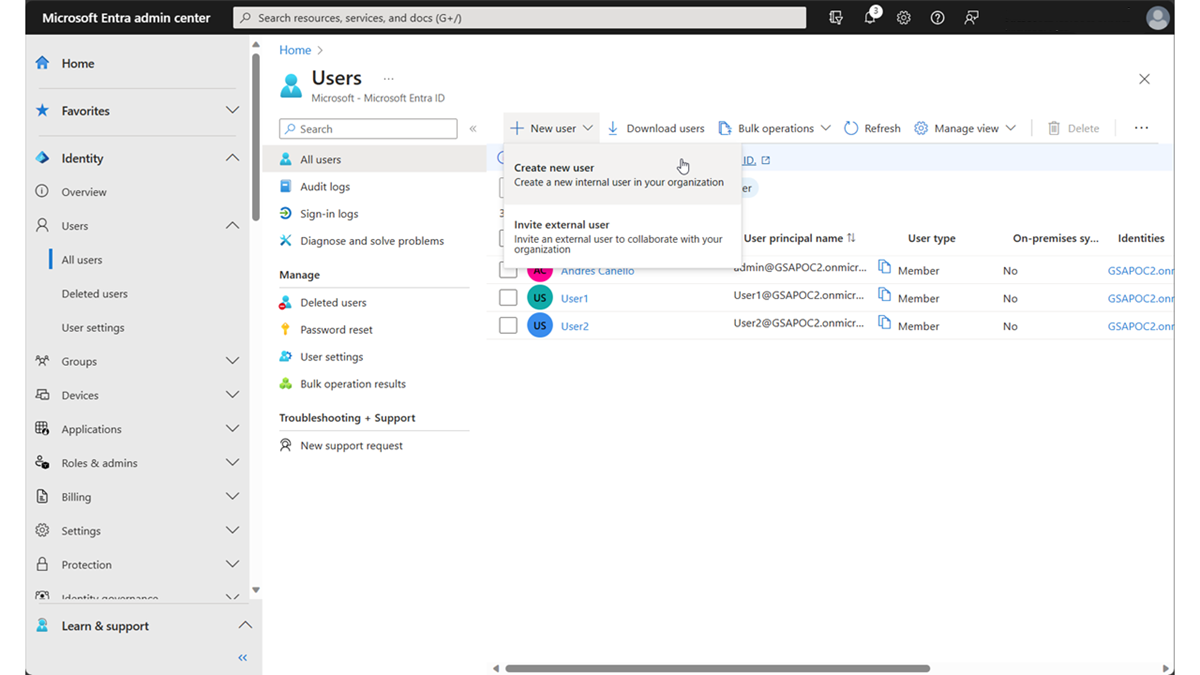 Microsoft Entra admin center
Search resources, services, and docs (G+/)
3
Home
Favorites
Identity
Overview
Users
All users
Deleted users
User settings
Groups
Devices
Applications
Roles & admins
Billing
Settings
Protection
Identity governance
Learn & support
Home
Users
Microsoft - Microsoft Entra ID
Search
All users
Audit logs
Sign-in logs
Diagnose and solve problems
Manage
Deleted users
Password reset
User settings
Bulk operation results
Troubleshooting + Support
New support request
New user Download users Bulk operations Refresh Manage view Delete
Create new user
Create a new internal user in your organization
Invite external user
Invite an external user to collaborate with your
organization
ID.
er
3
User principal name User type On-premises sy... Identities
AC Andres Canello admin@GSAPOC2.onmicr... Member No GSAPOC2.onm
US User1 User1@GSAPOC2.onmicr... Member No GSAPOC2.onm
US User2 User2@GSAPOC2.onmicr... Member No GSAPOC2.onm